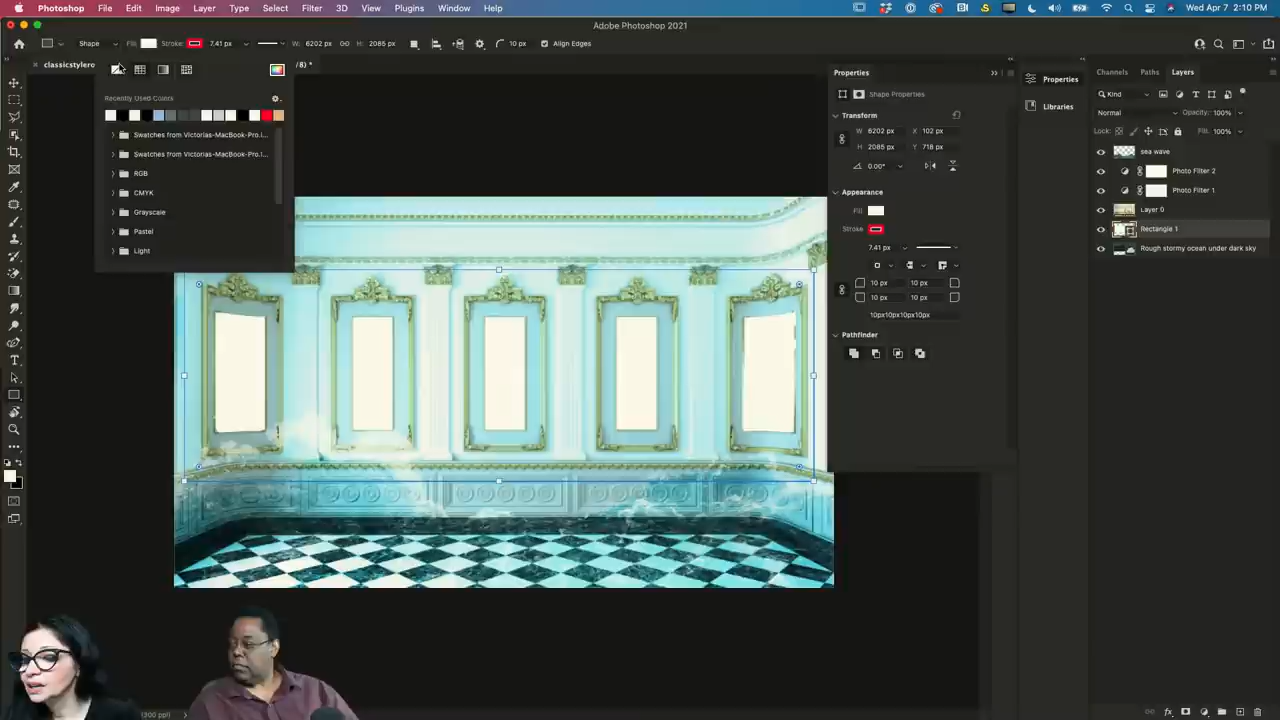 Photoshop File Edit Image Layer Type Select Filter 3D View Plugins Window Help Wed Apr 7 2:10 PM
Adobe Photoshop 2021
Shape Fill: Stroke: 7.41 px W: 6202 px H: 2085 px 10 px Align Edges
classicstylero /8) *
Recently Used Colors
Swatches from Victorias-MacBook-Pro.l...
Swatches from Victorias-MacBook-Pro.l...
RGB
CMYK
Grayscale
Pastel
Light
Properties
Shape Properties
Transform
W 6202 px X 102 px
H 2085 px Y 718 px
0.00°
Appearance
Fill
Stroke
7.41 px
10 px 10 px
10 px 10 px
10px10px10px10px
Pathfinder
Properties
Libraries
Channels Paths Layers
Kind
Normal Opacity: 100%
Lock: Fill: 100%
sea wave
Photo Filter 2
Photo Filter 1
Layer 0
Rectangle 1
Rough stormy ocean under dark sky
(300 ppi)